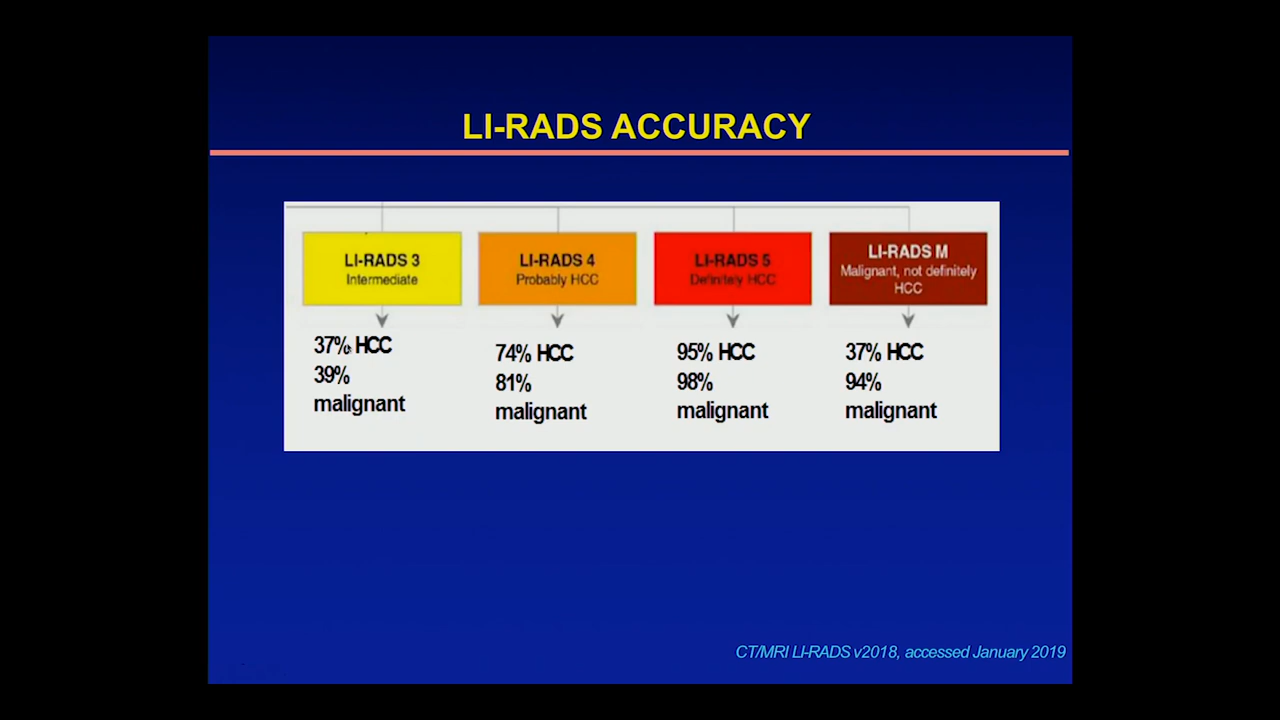 LI-RADS ACCURACY
LI-RADS 3
Intermediate
37% HCC
39%
malignant
LI-RADS 4
Probably HCC
74% HCC
81%
malignant
LI-RADS 5
Definitely HCC
95% HCC
98%
malignant
LI-RADS M
Malignant, not definitely
HCC
37% HCC
94%
malignant
CT/MRI LI-RADS v2018, accessed January 2019